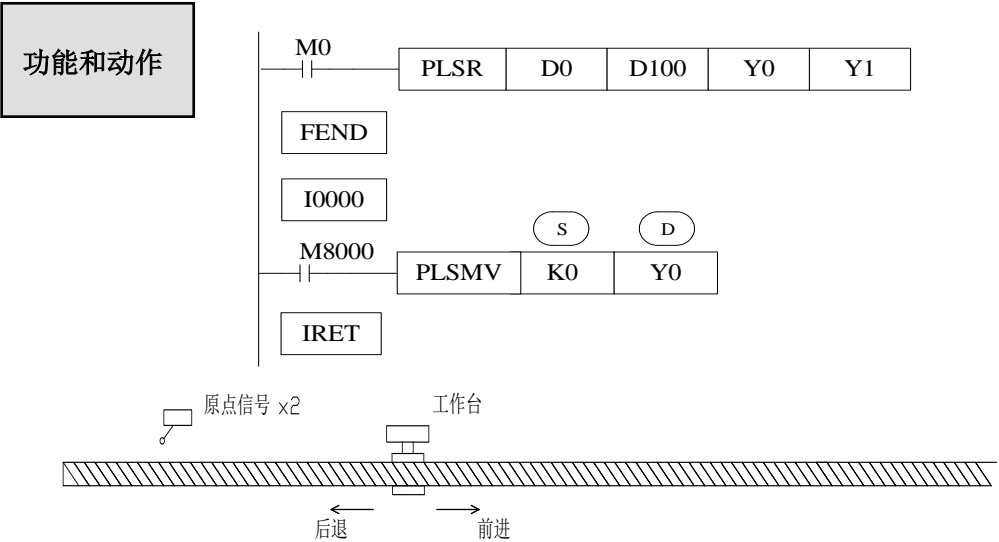 功能和动作
M0
PLSR D0 D100 Y0 Y1
FEND
I0000
S D
M8000
PLSMV K0 Y0
IRET
原点信号 x2
工作台
后退 前进